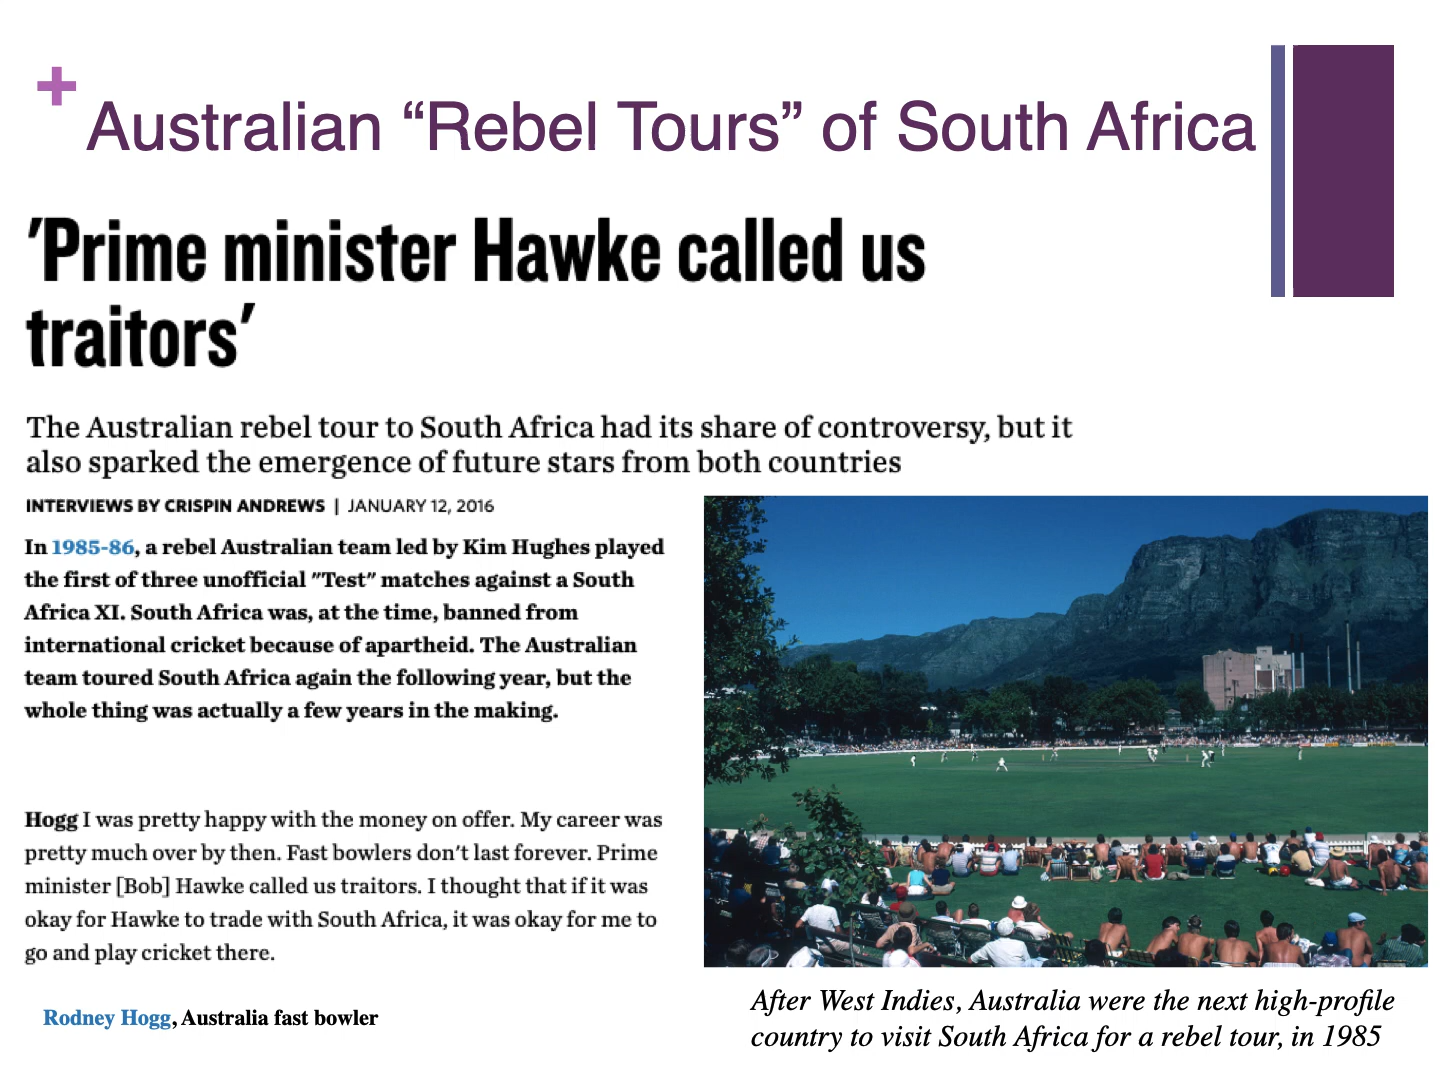 +
Australian “Rebel Tours” of South Africa
'Prime minister Hawke called us
traitors'
The Australian rebel tour to South Africa had its share of controversy, but it
also sparked the emergence of future stars from both countries
INTERVIEWS BY CRISPIN ANDREWS | JANUARY 12, 2016
In 1985-86, a rebel Australian team led by Kim Hughes played
the first of three unofficial "Test" matches against a South
Africa XI. South Africa was, at the time, banned from
international cricket because of apartheid. The Australian
team toured South Africa again the following year, but the
whole thing was actually a few years in the making.
Hogg I was pretty happy with the money on offer. My career was
pretty much over by then. Fast bowlers don't last forever. Prime
minister [Bob] Hawke called us traitors. I thought that if it was
okay for Hawke to trade with South Africa, it was okay for me to
go and play cricket there.
Rodney Hogg, Australia fast bowler
After West Indies, Australia were the next high-profile
country to visit South Africa for a rebel tour, in 1985